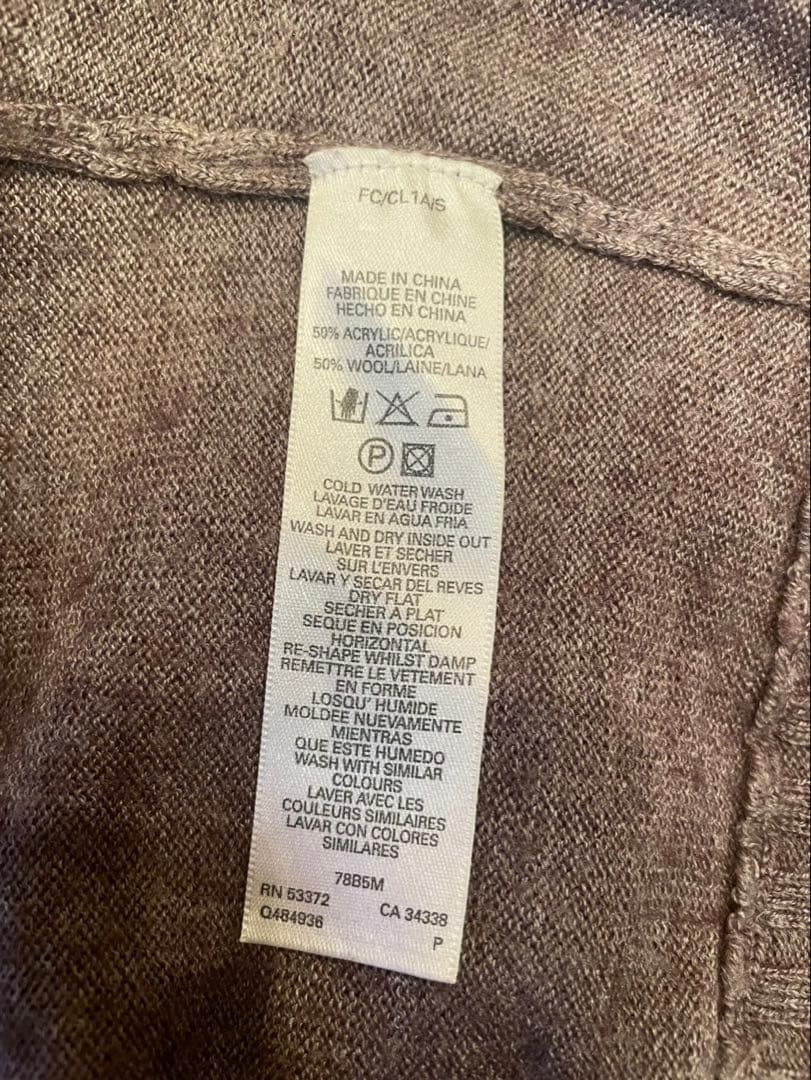 FC/CL1A/S
MADE IN CHINA
FABRIQUE EN CHINE
HECHO EN CHINA
50% ACRYLIC/ACRYLIQUE/
ACRILICA
50% WOOL/LAINE/LANA
P
COLD WATER WASH
LAVAGE D'EAU FROIDE
LAVAR EN AGUA FRIA
WASH AND DRY INSIDE OUT
LAVER ET SECHER
SUR L'ENVERS
LAVAR Y SECAR DEL REVES
DRY FLAT
SECHER A PLAT
SEQUE EN POSICION
HORIZONTAL
RE-SHAPE WHILST DAMP
REMETTRE LE VETEMENT
EN FORME
LOSQU' HUMIDE
MOLDEE NUEVAMENTE
MIENTRAS
QUE ESTE HUMEDO
WASH WITH SIMILAR
COLOURS
LAVER AVEC LES
COULEURS SIMILAIRES
LAVAR CON COLORES
SIMILARES
78B5M
RN 53372 CA 34338
Q484936 P